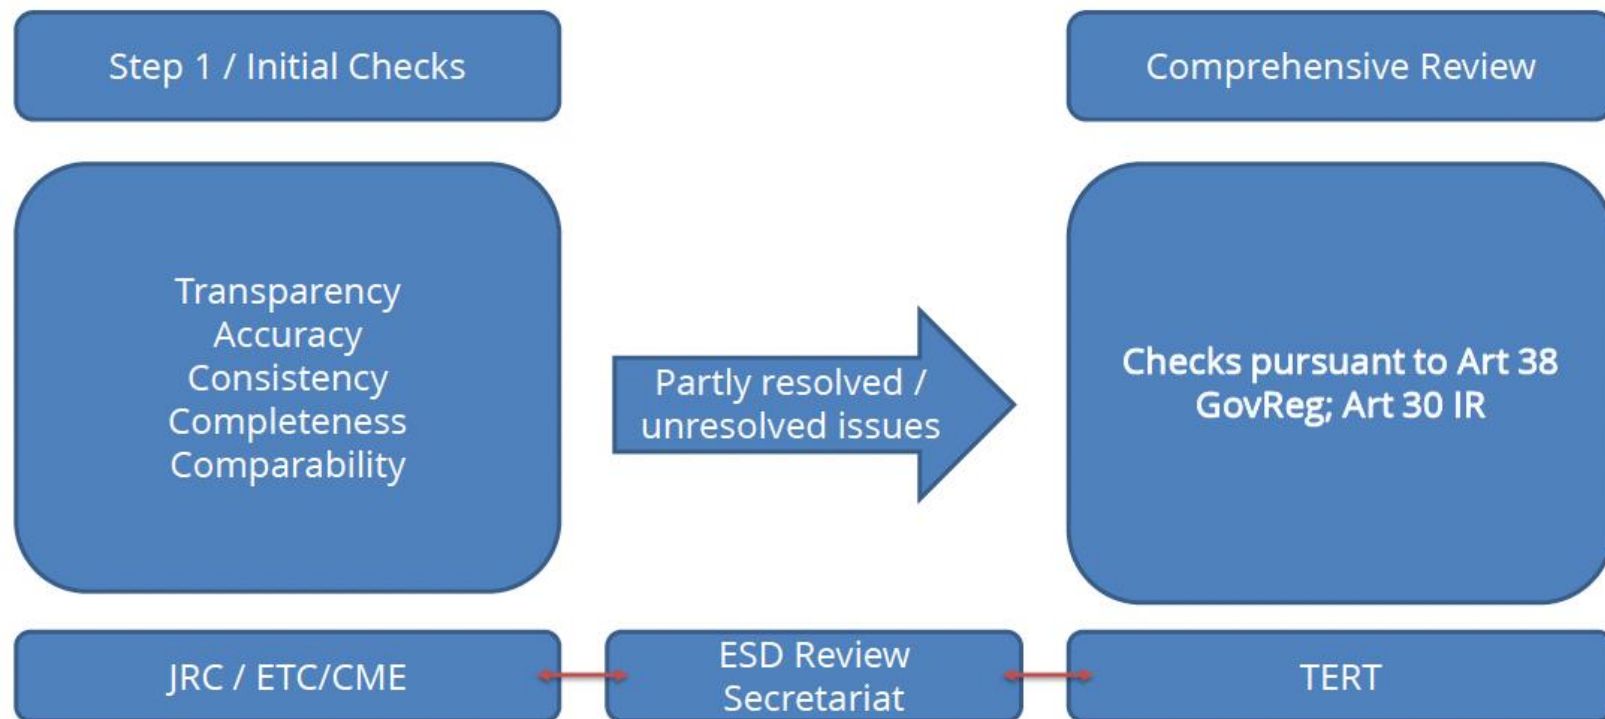 Step 1 / Initial Checks
Comprehensive Review
Transparency
Accuracy
Consistency
Completeness
Comparability
Partly resolved /
unresolved issues
Checks pursuant to Art 38
GovReg; Art 30 IR
JRC / ETC/CME
ESD Review
Secretariat
TERT